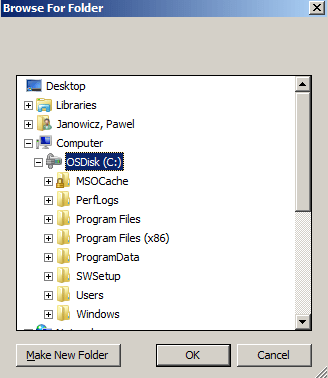 Browse For Folder
Desktop
Libraries
Janowicz, Pawel
Computer
OSDisk (C:)
MSOCache
PerfLogs
Program Files
Program Files (x86)
ProgramData
SWSetup
Users
Windows
Make New Folder
OK
Cancel